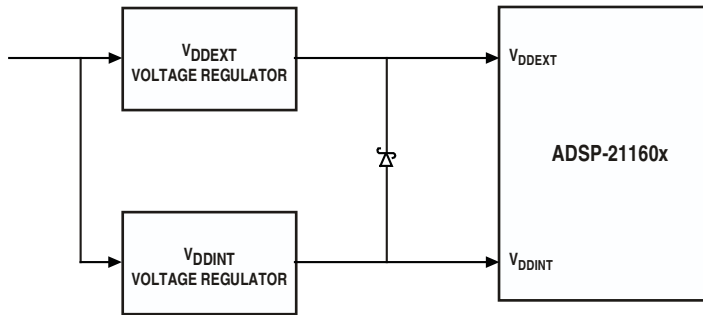 VDDEXT
VOLTAGE REGULATOR
VDDEXT
ADSP-21160x
VDDINT
VOLTAGE REGULATOR
VDDINT